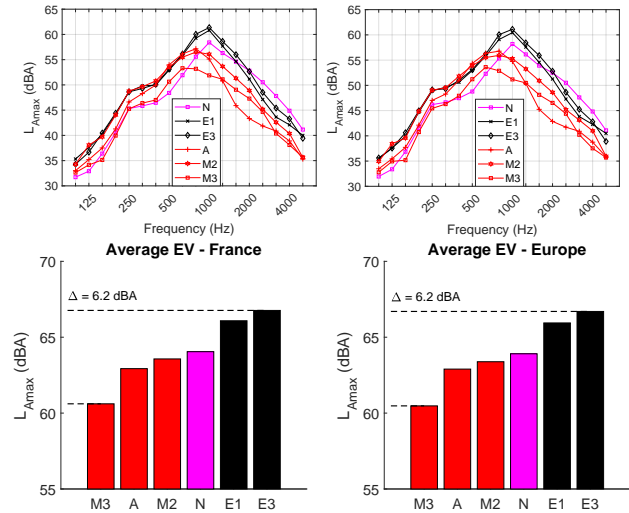 65
60
55
50
45
40
35
30
L_Amax (dBA)
N
E1
E3
A
M2
M3
125
250
500
1000
2000
4000
Frequency (Hz)
65
60
55
50
45
40
35
30
L_Amax (dBA)
N
E1
E3
A
M2
M3
125
250
500
1000
2000
4000
Frequency (Hz)
Average EV - France
70
65
60
55
L_Amax (dBA)
Δ = 6.2 dBA
M3 A M2 N E1 E3
Average EV - Europe
70
65
60
55
L_Amax (dBA)
Δ = 6.2 dBA
M3 A M2 N E1 E3